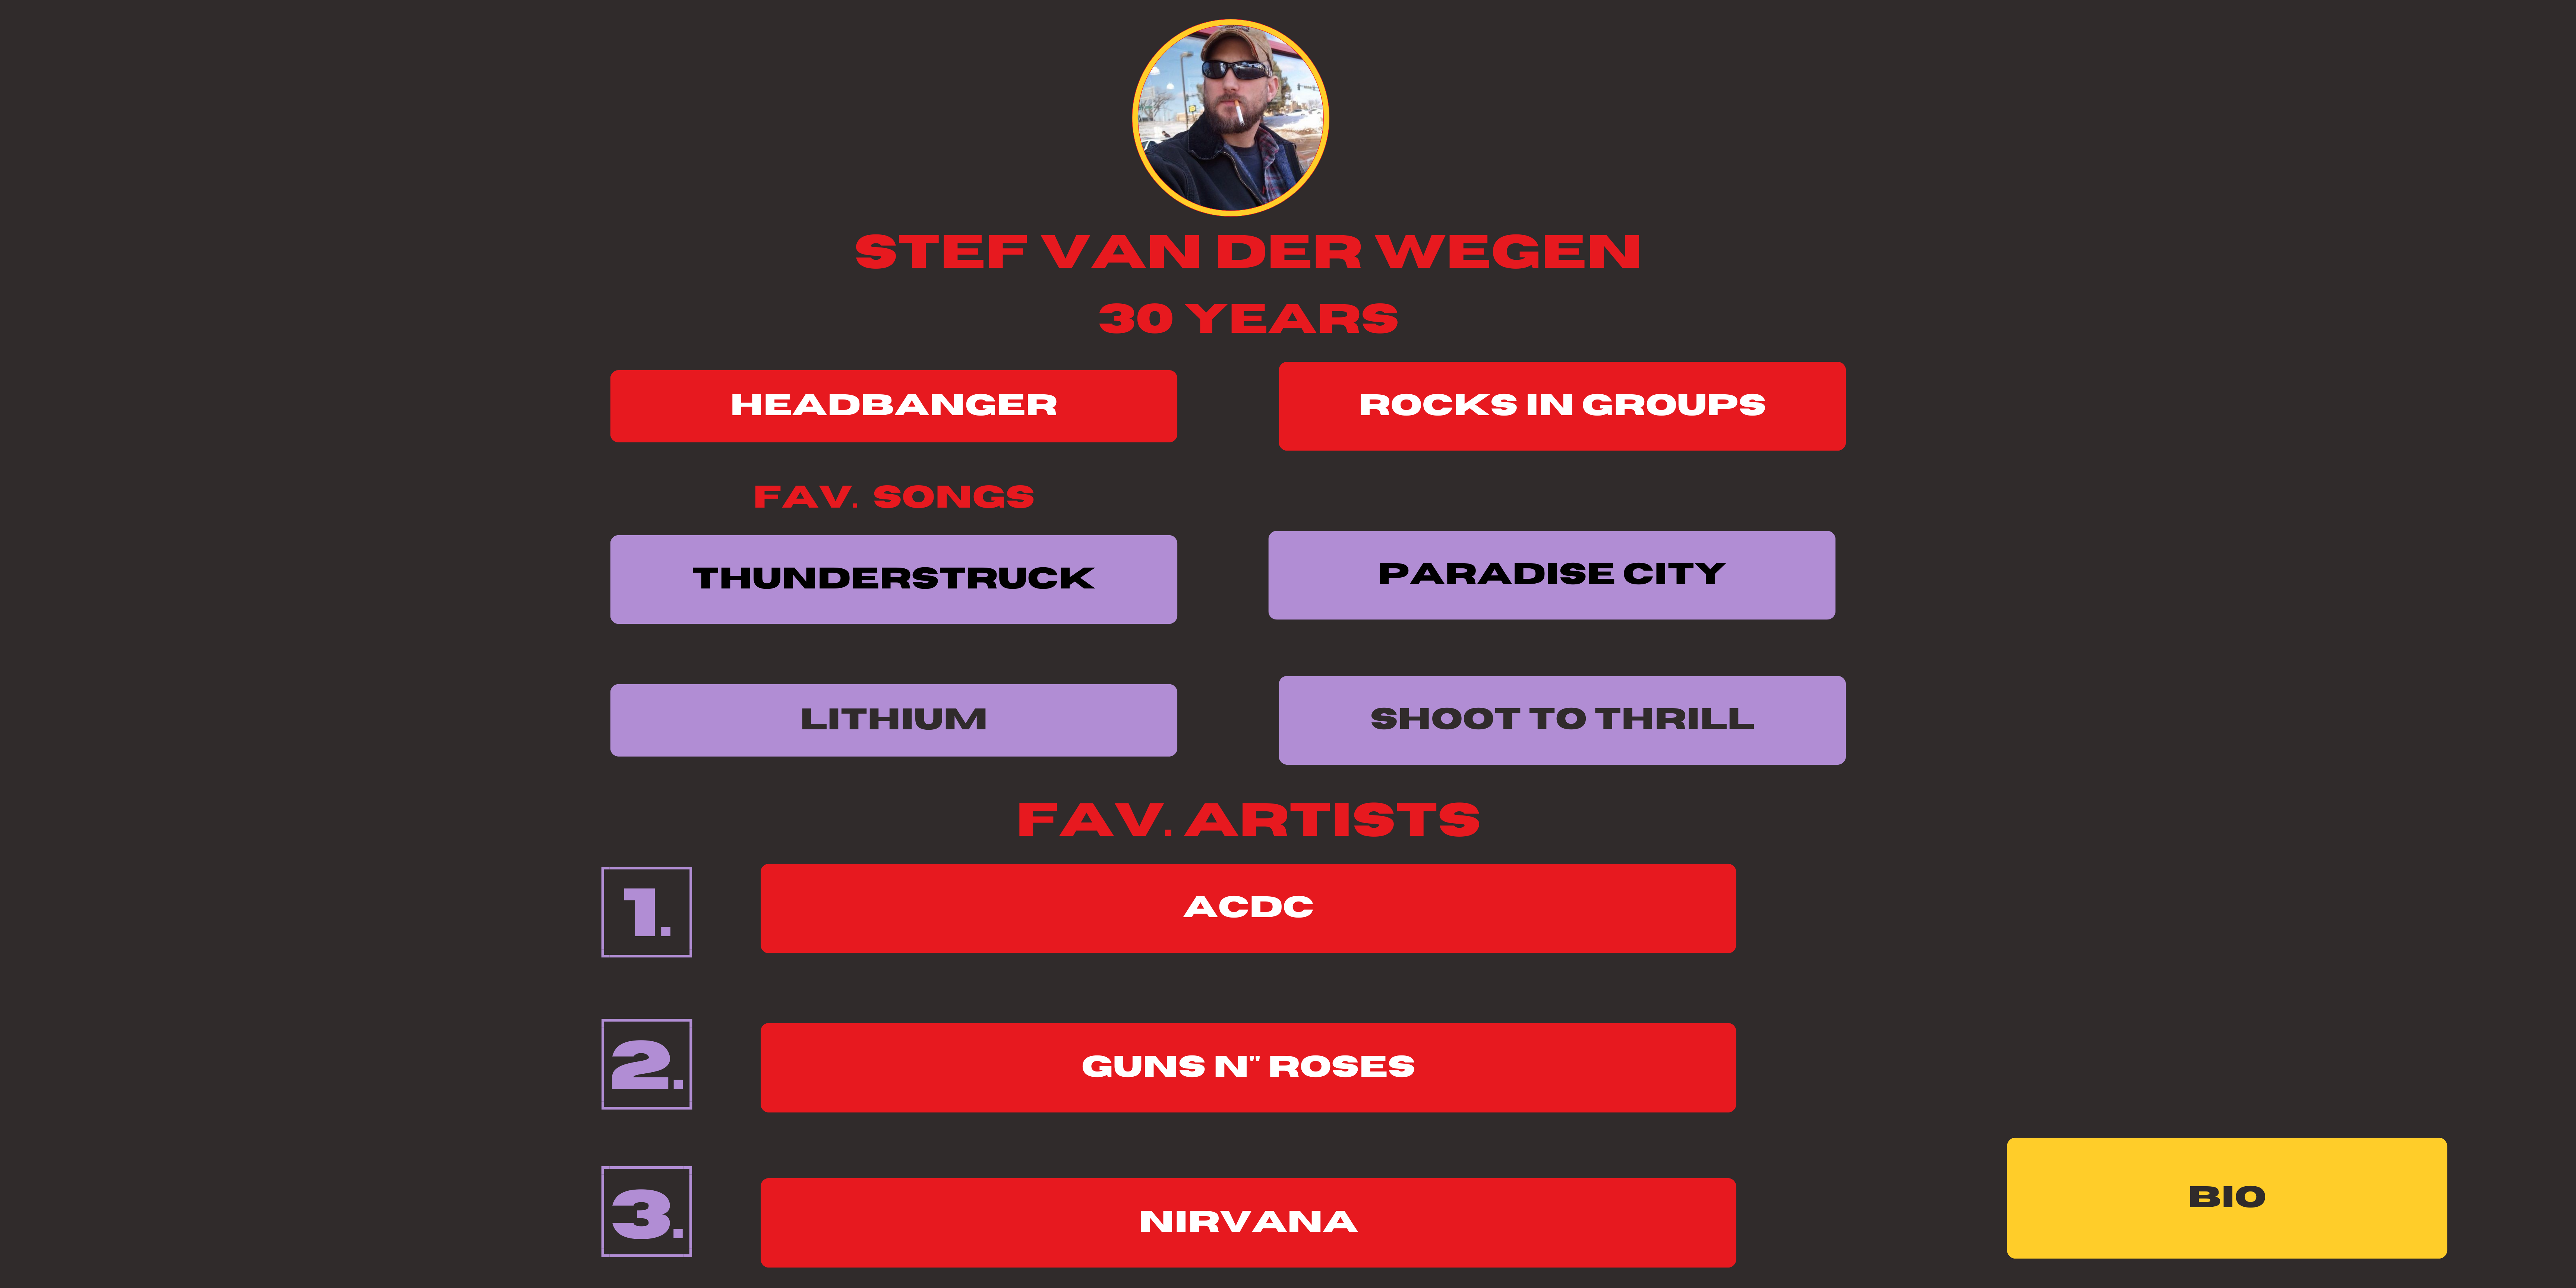 STEF VAN DER WEGEN
30 YEARS
HEADBANGER
ROCKS IN GROUPS
FAV. SONGS
THUNDERSTRUCK
PARADISE CITY
LITHIUM
SHOOT TO THRILL
FAV. ARTISTS
1.
ACDC
2.
GUNS N" ROSES
3.
NIRVANA
BIO